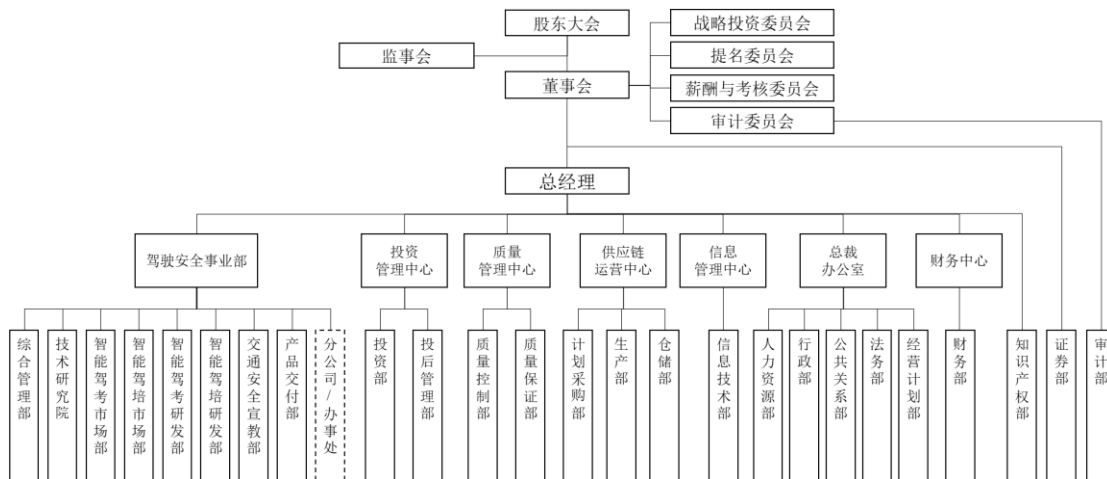 股东大会
战略投资委员会
监事会
提名委员会
董事会
薪酬与考核委员会
审计委员会
总经理
驾驶安全事业部
投资
管理中心
质量
管理中心
供应链
运营中心
信息
管理中心
总裁
办公室
财务中心
综合管理部
技术研究院
智能驾考市场部
智能驾培市场部
智能驾考研发部
智能驾培研发部
交通安全宣教部
产品交付部
分公司/办事处
投资部
投后管理部
质量控制部
质量保证部
计划采购部
生产部
仓储部
信息技术部
人力资源部
行政部
公共关系部
法务部
经营计划部
财务部
知识产权部
证券部
审计部